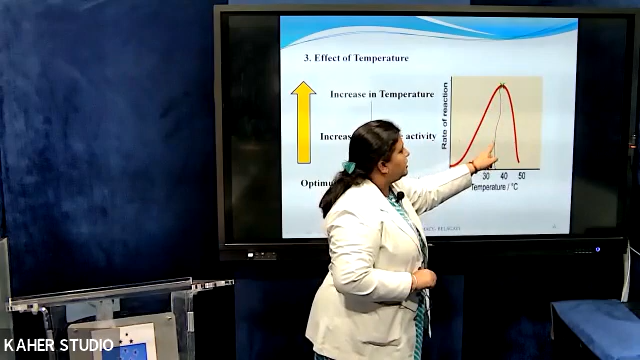 3. Effect of Temperature
Increase in Temperature
Increas activity
Optimu
Rate of reaction
30 40 50
Temperature / °C
BELAGAVI
KAHER STUDIO